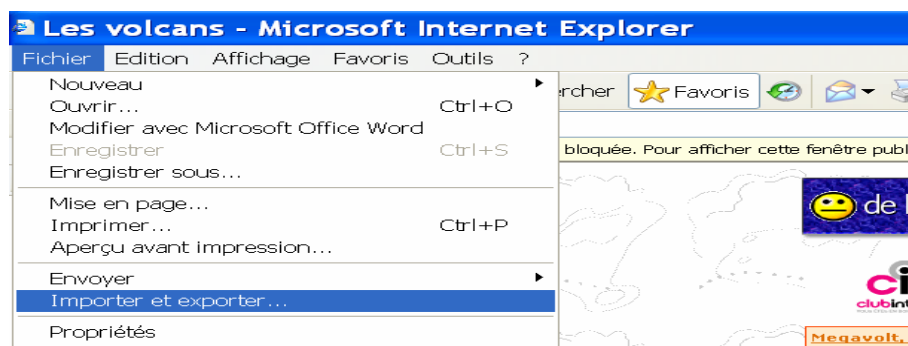 Les volcans - Microsoft Internet Explorer
Fichier Edition Affichage Favoris Outils ?
Nouveau
rcher Favoris
Ouvrir... Ctrl+O
Modifier avec Microsoft Office Word
Enregistrer Ctrl+S
bloquée. Pour afficher cette fenêtre publ
Enregistrer sous...
Mise en page...
de l
Imprimer... Ctrl+P
Aperçu avant impression...
Envoyer
Importer et exporter...
ci
clubint
Propriétés
Megavolt,